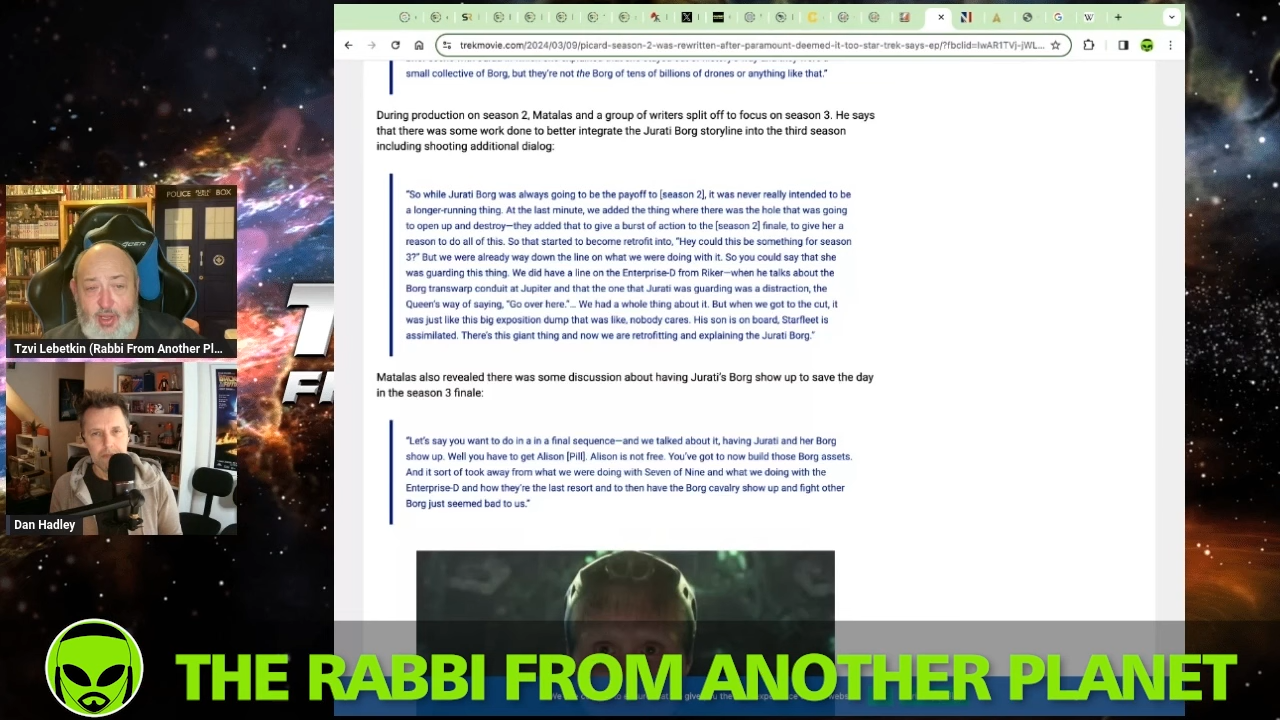 trekmovie.com/2024/03/09/picard-season-2-was-rewritten-after-paramount-deemed-it-too-star-trek-says-ep/?fbclid=IwAR1TVj-jWL...
small collective of Borg, but they're not the Borg of tens of billions of drones or anything like that."
During production on season 2, Matalas and a group of writers split off to focus on season 3. He says
that there was some work done to better integrate the Jurati Borg storyline into the third season
including shooting additional dialog:
"So while Jurati Borg was always going to be the payoff to [season 2], it was never really intended to be
a longer-running thing. At the last minute, we added the thing where there was the hole that was going
to open up and destroy—they added that to give a burst of action to the [season 2] finale, to give her a
reason to do all of this. So that started to become retrofit into, "Hey could this be something for season
3?" But we were already way down the line on what we were doing with it. So you could say that she
was guarding this thing. We did have a line on the Enterprise-D from Riker—when he talks about the
Borg transwarp conduit at Jupiter and that the one that Jurati was guarding was a distraction, the
Queen's way of saying, "Go over here."... We had a whole thing about it. But when we got to the cut, it
was just like this big exposition dump that was like, nobody cares. His son is on board, Starfleet is
assimilated. There's this giant thing and now we are retrofitting and explaining the Jurati Borg."
Matalas also revealed there was some discussion about having Jurati's Borg show up to save the day
in the season 3 finale:
"Let's say you want to do in a in a final sequence—and we talked about it, having Jurati and her Borg
show up. Well you have to get Alison [Pill]. Alison is not free. You've got to now build those Borg assets.
And it sort of took away from what we were doing with Seven of Nine and what we doing with the
Enterprise-D and how they're the last resort and to then have the Borg cavalry show up and fight other
Borg just seemed bad to us."
POLICE BOX
Tzvi Lebetkin (Rabbi From Another Pl...
Dan Hadley
THE RABBI FROM ANOTHER PLANET